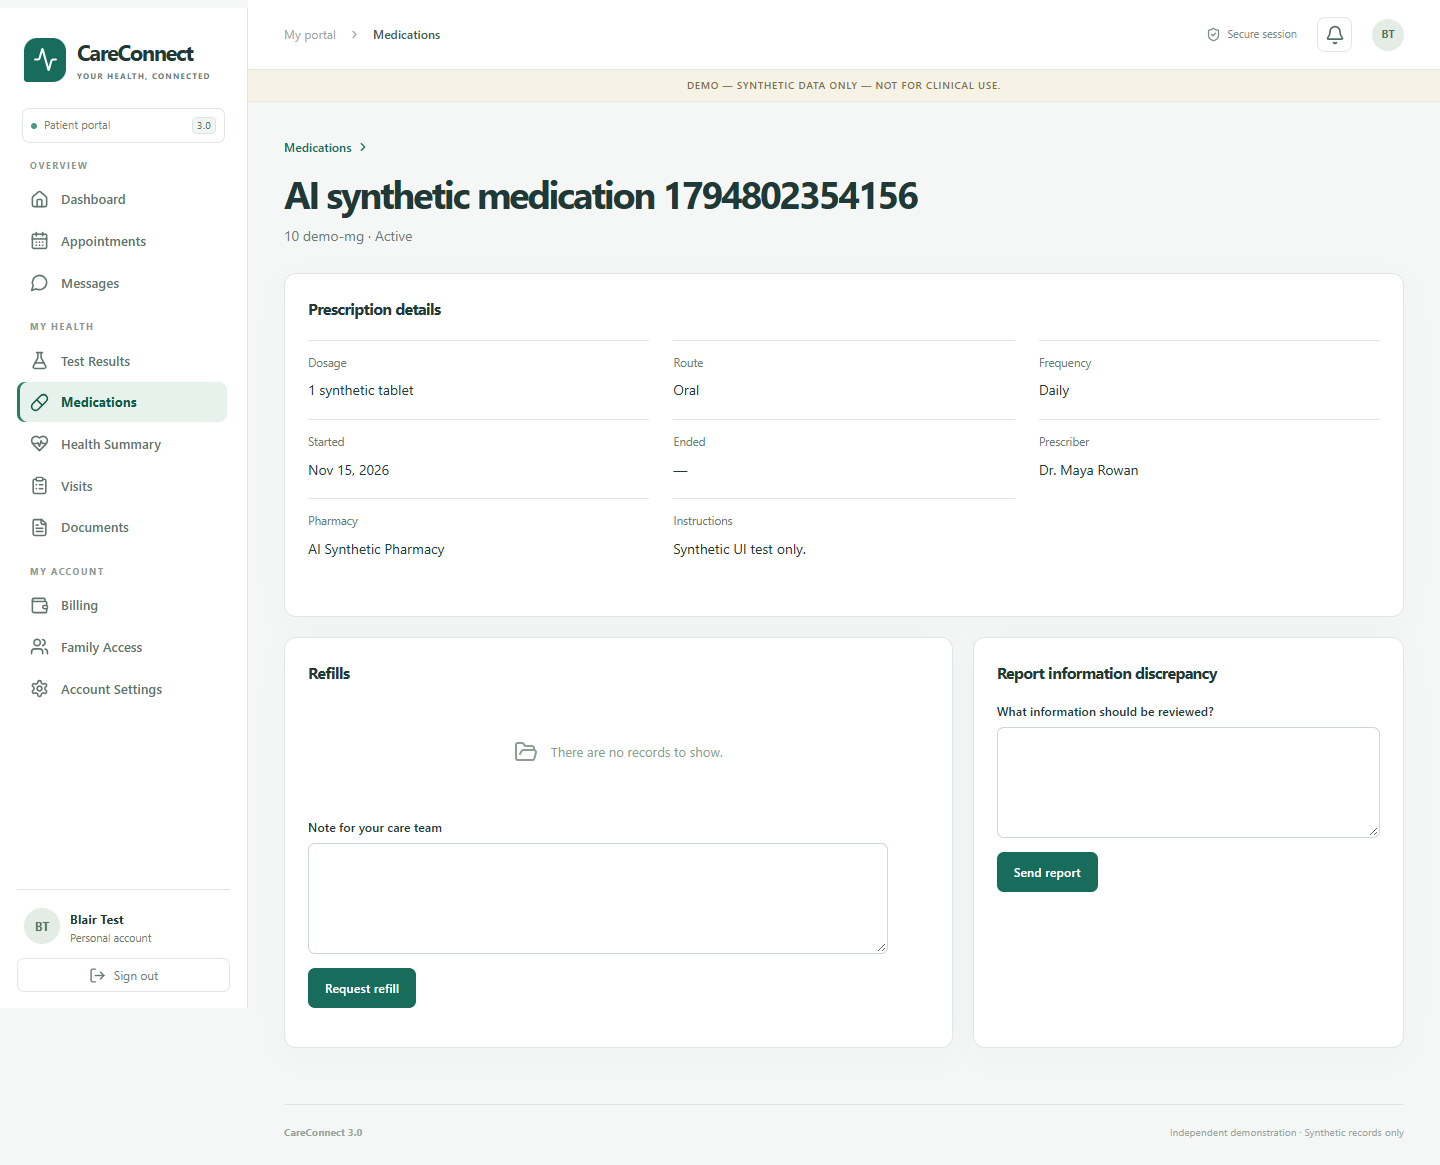 CareConnect
YOUR HEALTH, CONNECTED
Patient portal 3.0
OVERVIEW
Dashboard
Appointments
Messages
MY HEALTH
Test Results
Medications
Health Summary
Visits
Documents
MY ACCOUNT
Billing
Family Access
Account Settings
BT
Blair Test
Personal account
Sign out
My portal > Medications
Secure session
BT
DEMO — SYNTHETIC DATA ONLY — NOT FOR CLINICAL USE.
Medications >
AI synthetic medication 1794802354156
10 demo-mg · Active
Prescription details
Dosage
1 synthetic tablet
Route
Oral
Frequency
Daily
Started
Nov 15, 2026
Ended
—
Prescriber
Dr. Maya Rowan
Pharmacy
AI Synthetic Pharmacy
Instructions
Synthetic UI test only.
Refills
There are no records to show.
Note for your care team
Request refill
Report information discrepancy
What information should be reviewed?
Send report
CareConnect 3.0
Independent demonstration · Synthetic records only